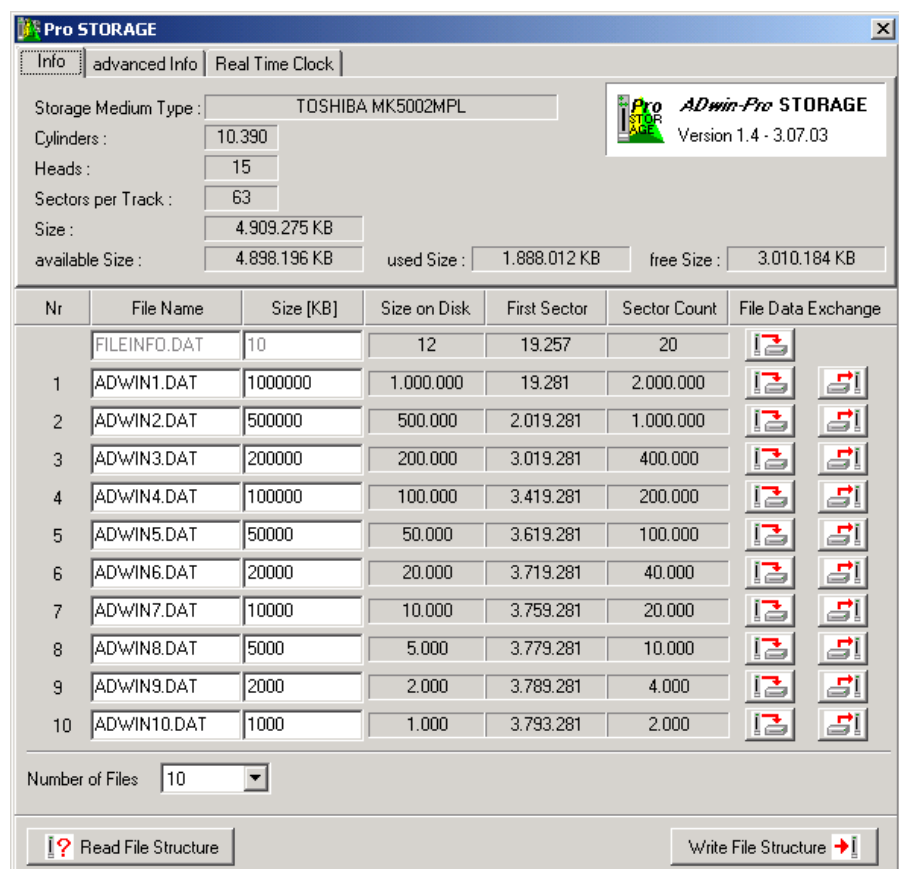 Pro STORAGE
Info advanced Info Real Time Clock
Storage Medium Type : TOSHIBA MK5002MPL
Pro STOR AGE ADwin-Pro STORAGE
Version 1.4 - 3.07.03
Cylinders : 10.390
Heads : 15
Sectors per Track : 63
Size : 4.909.275 KB
available Size : 4.898.196 KB used Size : 1.888.012 KB free Size : 3.010.184 KB
Nr File Name Size [KB] Size on Disk First Sector Sector Count File Data Exchange
FILEINFO.DAT 10 12 19.257 20
1 ADWIN1.DAT 1000000 1.000.000 19.281 2.000.000
2 ADWIN2.DAT 500000 500.000 2.019.281 1.000.000
3 ADWIN3.DAT 200000 200.000 3.019.281 400.000
4 ADWIN4.DAT 100000 100.000 3.419.281 200.000
5 ADWIN5.DAT 50000 50.000 3.619.281 100.000
6 ADWIN6.DAT 20000 20.000 3.719.281 40.000
7 ADWIN7.DAT 10000 10.000 3.759.281 20.000
8 ADWIN8.DAT 5000 5.000 3.779.281 10.000
9 ADWIN9.DAT 2000 2.000 3.789.281 4.000
10 ADWIN10.DAT 1000 1.000 3.793.281 2.000
Number of Files 10
? Read File Structure Write File Structure